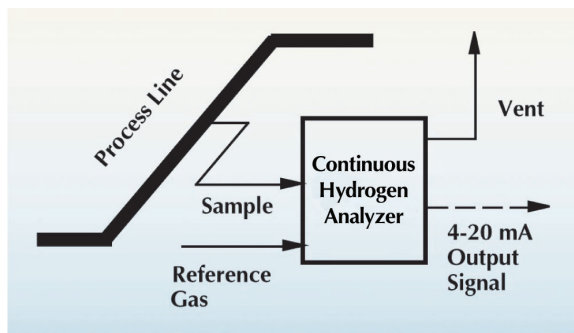 Process Line
Vent
Continuous
Hydrogen
Analyzer
Sample
4-20 mA
Output
Signal
Reference
Gas